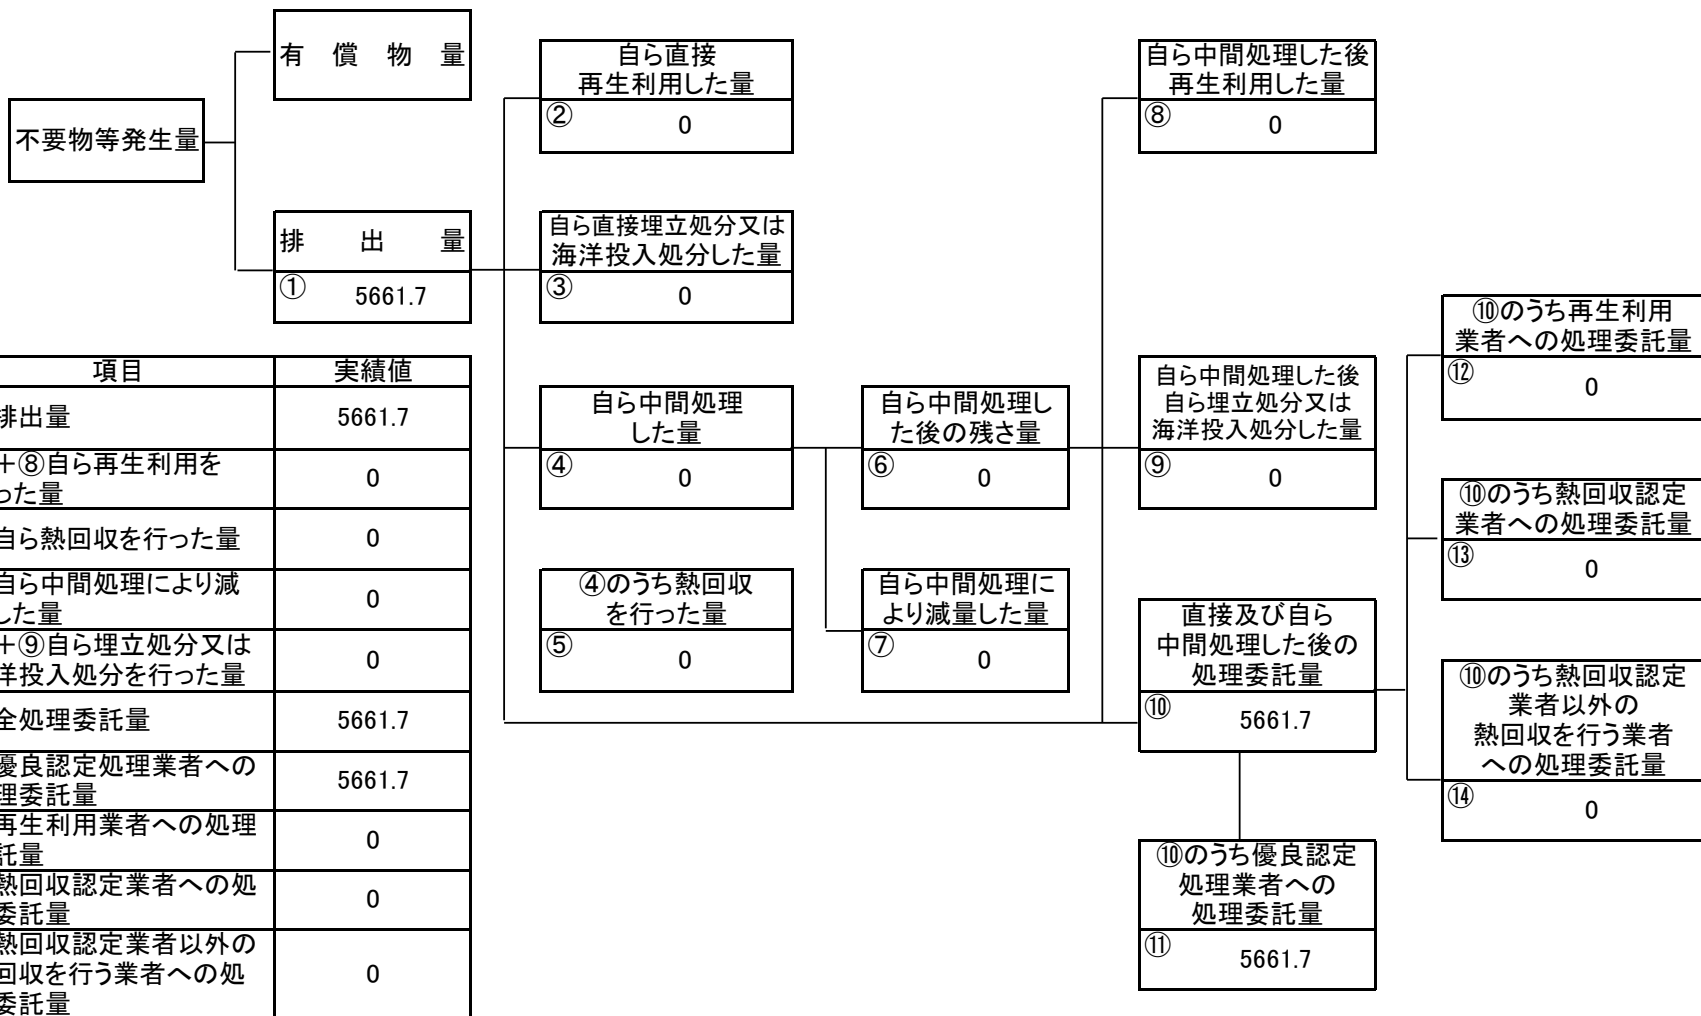 有償物量
不要物等発生量
排出量
① 5661.7
自ら直接
再生利用した量
② 0
自ら直接埋立処分又は
海洋投入処分した量
③ 0
自ら中間処理
した量
④ 0
④のうち熱回収
を行った量
⑤ 0
自ら中間処理し
た後の残さ量
⑥ 0
自ら中間処理に
より減量した量
⑦ 0
自ら中間処理した後
再生利用した量
⑧ 0
自ら中間処理した後
自ら埋立処分又は
海洋投入処分した量
⑨ 0
直接及び自ら
中間処理した後の
処理委託量
⑩ 5661.7
⑩のうち優良認定
処理業者への
処理委託量
⑪ 5661.7
⑩のうち再生利用
業者への処理委託量
⑫ 0
⑩のうち熱回収認定
業者への処理委託量
⑬ 0
⑩のうち熱回収認定
業者以外の
熱回収を行う業者
への処理委託量
⑭ 0
項目 実績値
排出量 5661.7
+⑧自ら再生利用を
った量 0
自ら熱回収を行った量 0
自ら中間処理により減
した量 0
+⑨自ら埋立処分又は
洋投入処分を行った量 0
全処理委託量 5661.7
優良認定処理業者への
理委託量 5661.7
再生利用業者への処理
託量 0
熱回収認定業者への処
委託量 0
熱回収認定業者以外の
回収を行う業者への処
委託量 0